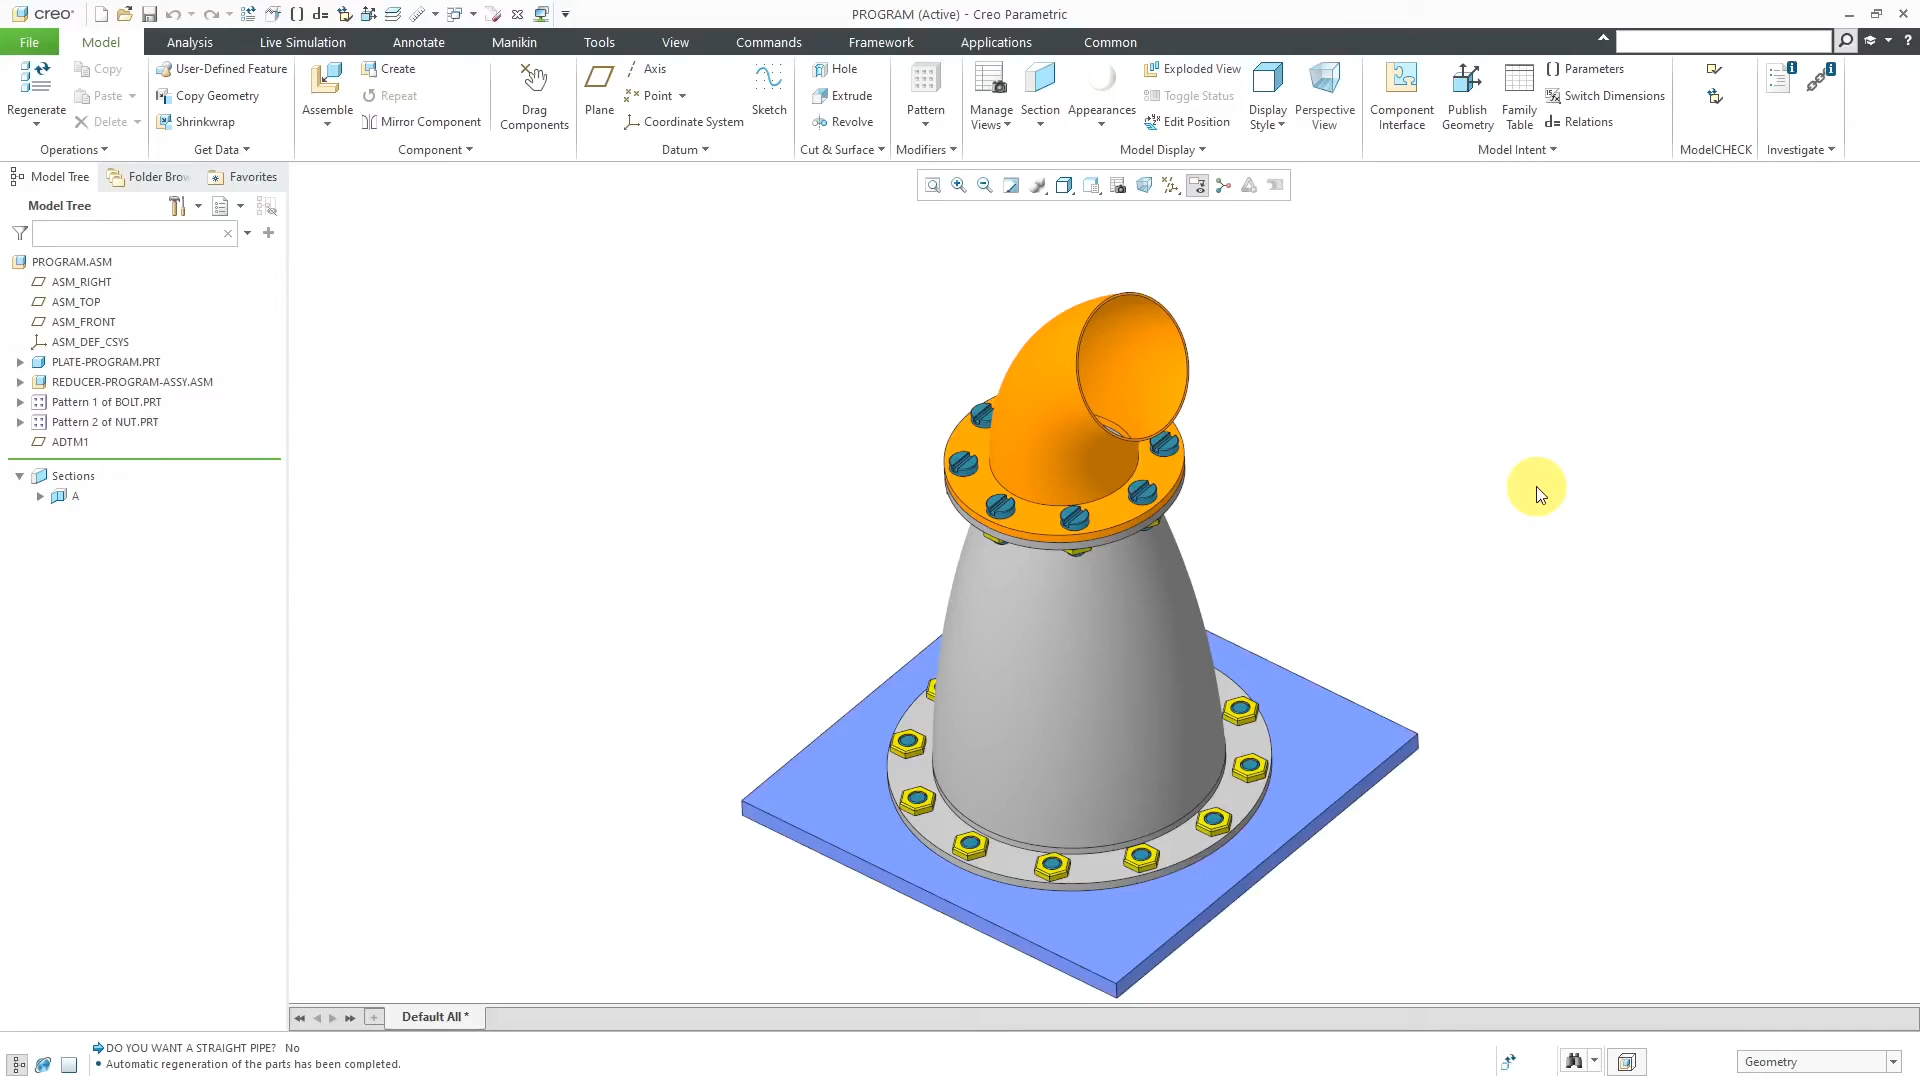 creo
PROGRAM (Active) - Creo Parametric
File Model Analysis Live Simulation Annotate Manikin Tools View Commands Framework Applications Common
Regenerate
Copy
Paste
Delete
Operations
User-Defined Feature
Copy Geometry
Shrinkwrap
Get Data
Assemble
Create
Repeat
Mirror Component
Drag
Components
Component
Plane
Axis
Point
Coordinate System
Sketch
Datum
Hole
Extrude
Revolve
Cut & Surface
Pattern
Modifiers
Manage
Views
Section
Appearances
Exploded View
Toggle Status
Edit Position
Display
Style
Perspective
View
Model Display
Component
Interface
Publish
Geometry
Family
Table
Parameters
Switch Dimensions
d= Relations
Model Intent
ModelCHECK
Investigate
Model Tree Folder Brow Favorites
Model Tree
PROGRAM.ASM
ASM_RIGHT
ASM_TOP
ASM_FRONT
ASM_DEF_CSYS
PLATE-PROGRAM.PRT
REDUCER-PROGRAM-ASSY.ASM
Pattern 1 of BOLT.PRT
Pattern 2 of NUT.PRT
ADTM1
Sections
A
Default All *
DO YOU WANT A STRAIGHT PIPE? No
• Automatic regeneration of the parts has been completed.
Geometry